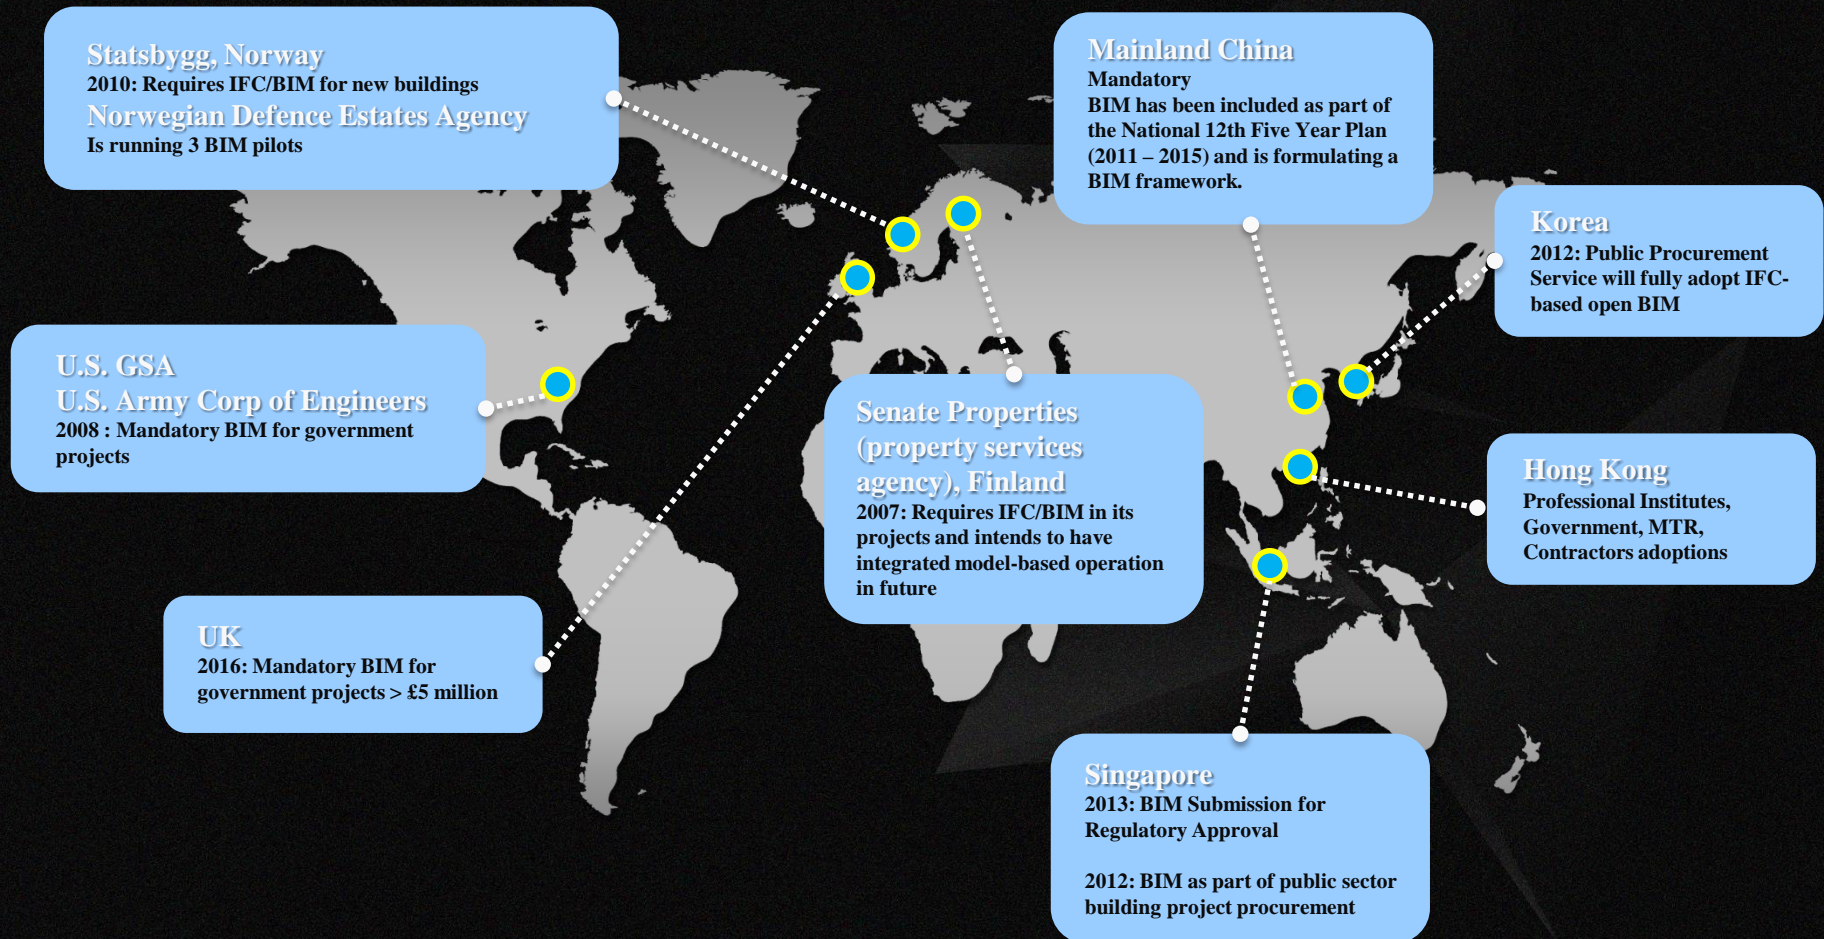 Statsbygg, Norway
2010: Requires IFC/BIM for new buildings
Norwegian Defence Estates Agency
Is running 3 BIM pilots
Mainland China
Mandatory
BIM has been included as part of
the National 12th Five Year Plan
(2011 – 2015) and is formulating a
BIM framework.
Korea
2012: Public Procurement
Service will fully adopt IFC-
based open BIM
U.S. GSA
U.S. Army Corp of Engineers
2008 : Mandatory BIM for government
projects
Senate Properties
(property services
agency), Finland
2007: Requires IFC/BIM in its
projects and intends to have
integrated model-based operation
in future
Hong Kong
Professional Institutes,
Government, MTR,
Contractors adoptions
UK
2016: Mandatory BIM for
government projects > £5 million
Singapore
2013: BIM Submission for
Regulatory Approval
2012: BIM as part of public sector
building project procurement